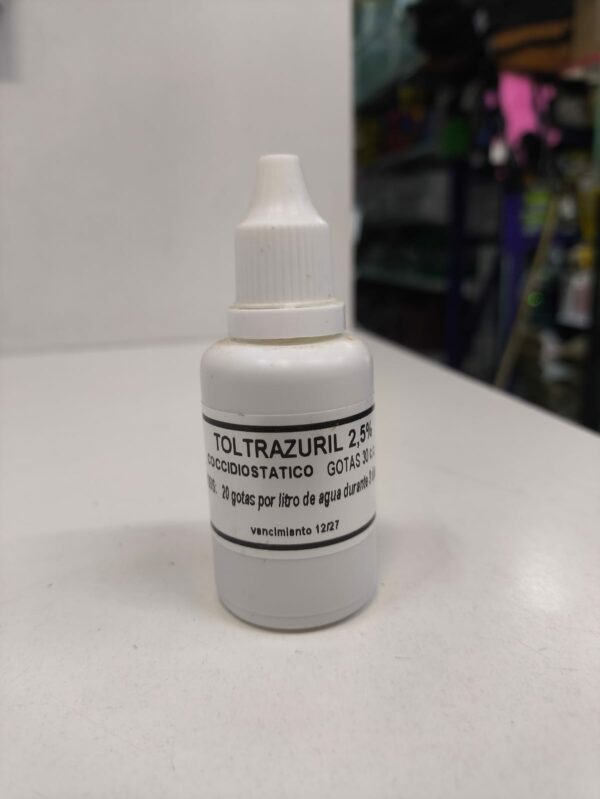 TOLTRAZURIL 2,5%
COCCIDIOSTATICO GOTAS 30
20 gotas por litro de agua durante
vencimiento 12/27